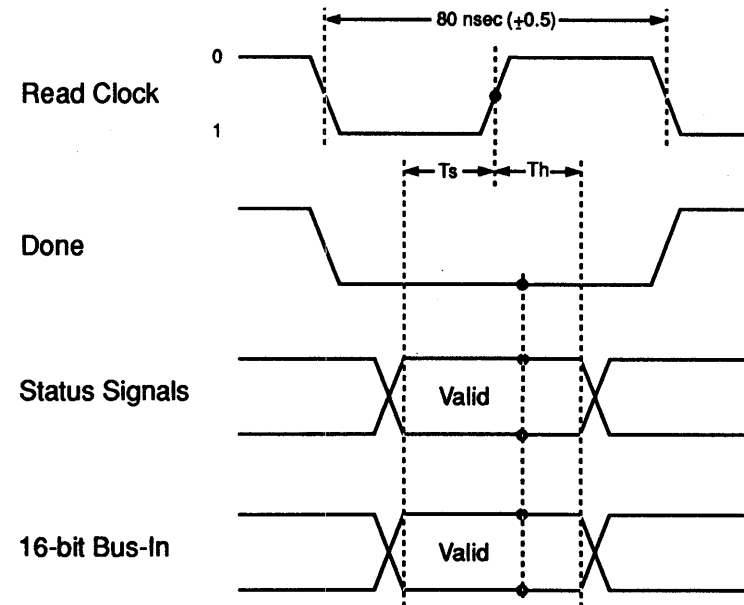 80 nsec (±0.5)
0
Read Clock
1
Ts
Th
Done
Status Signals
Valid
16-bit Bus-In
Valid